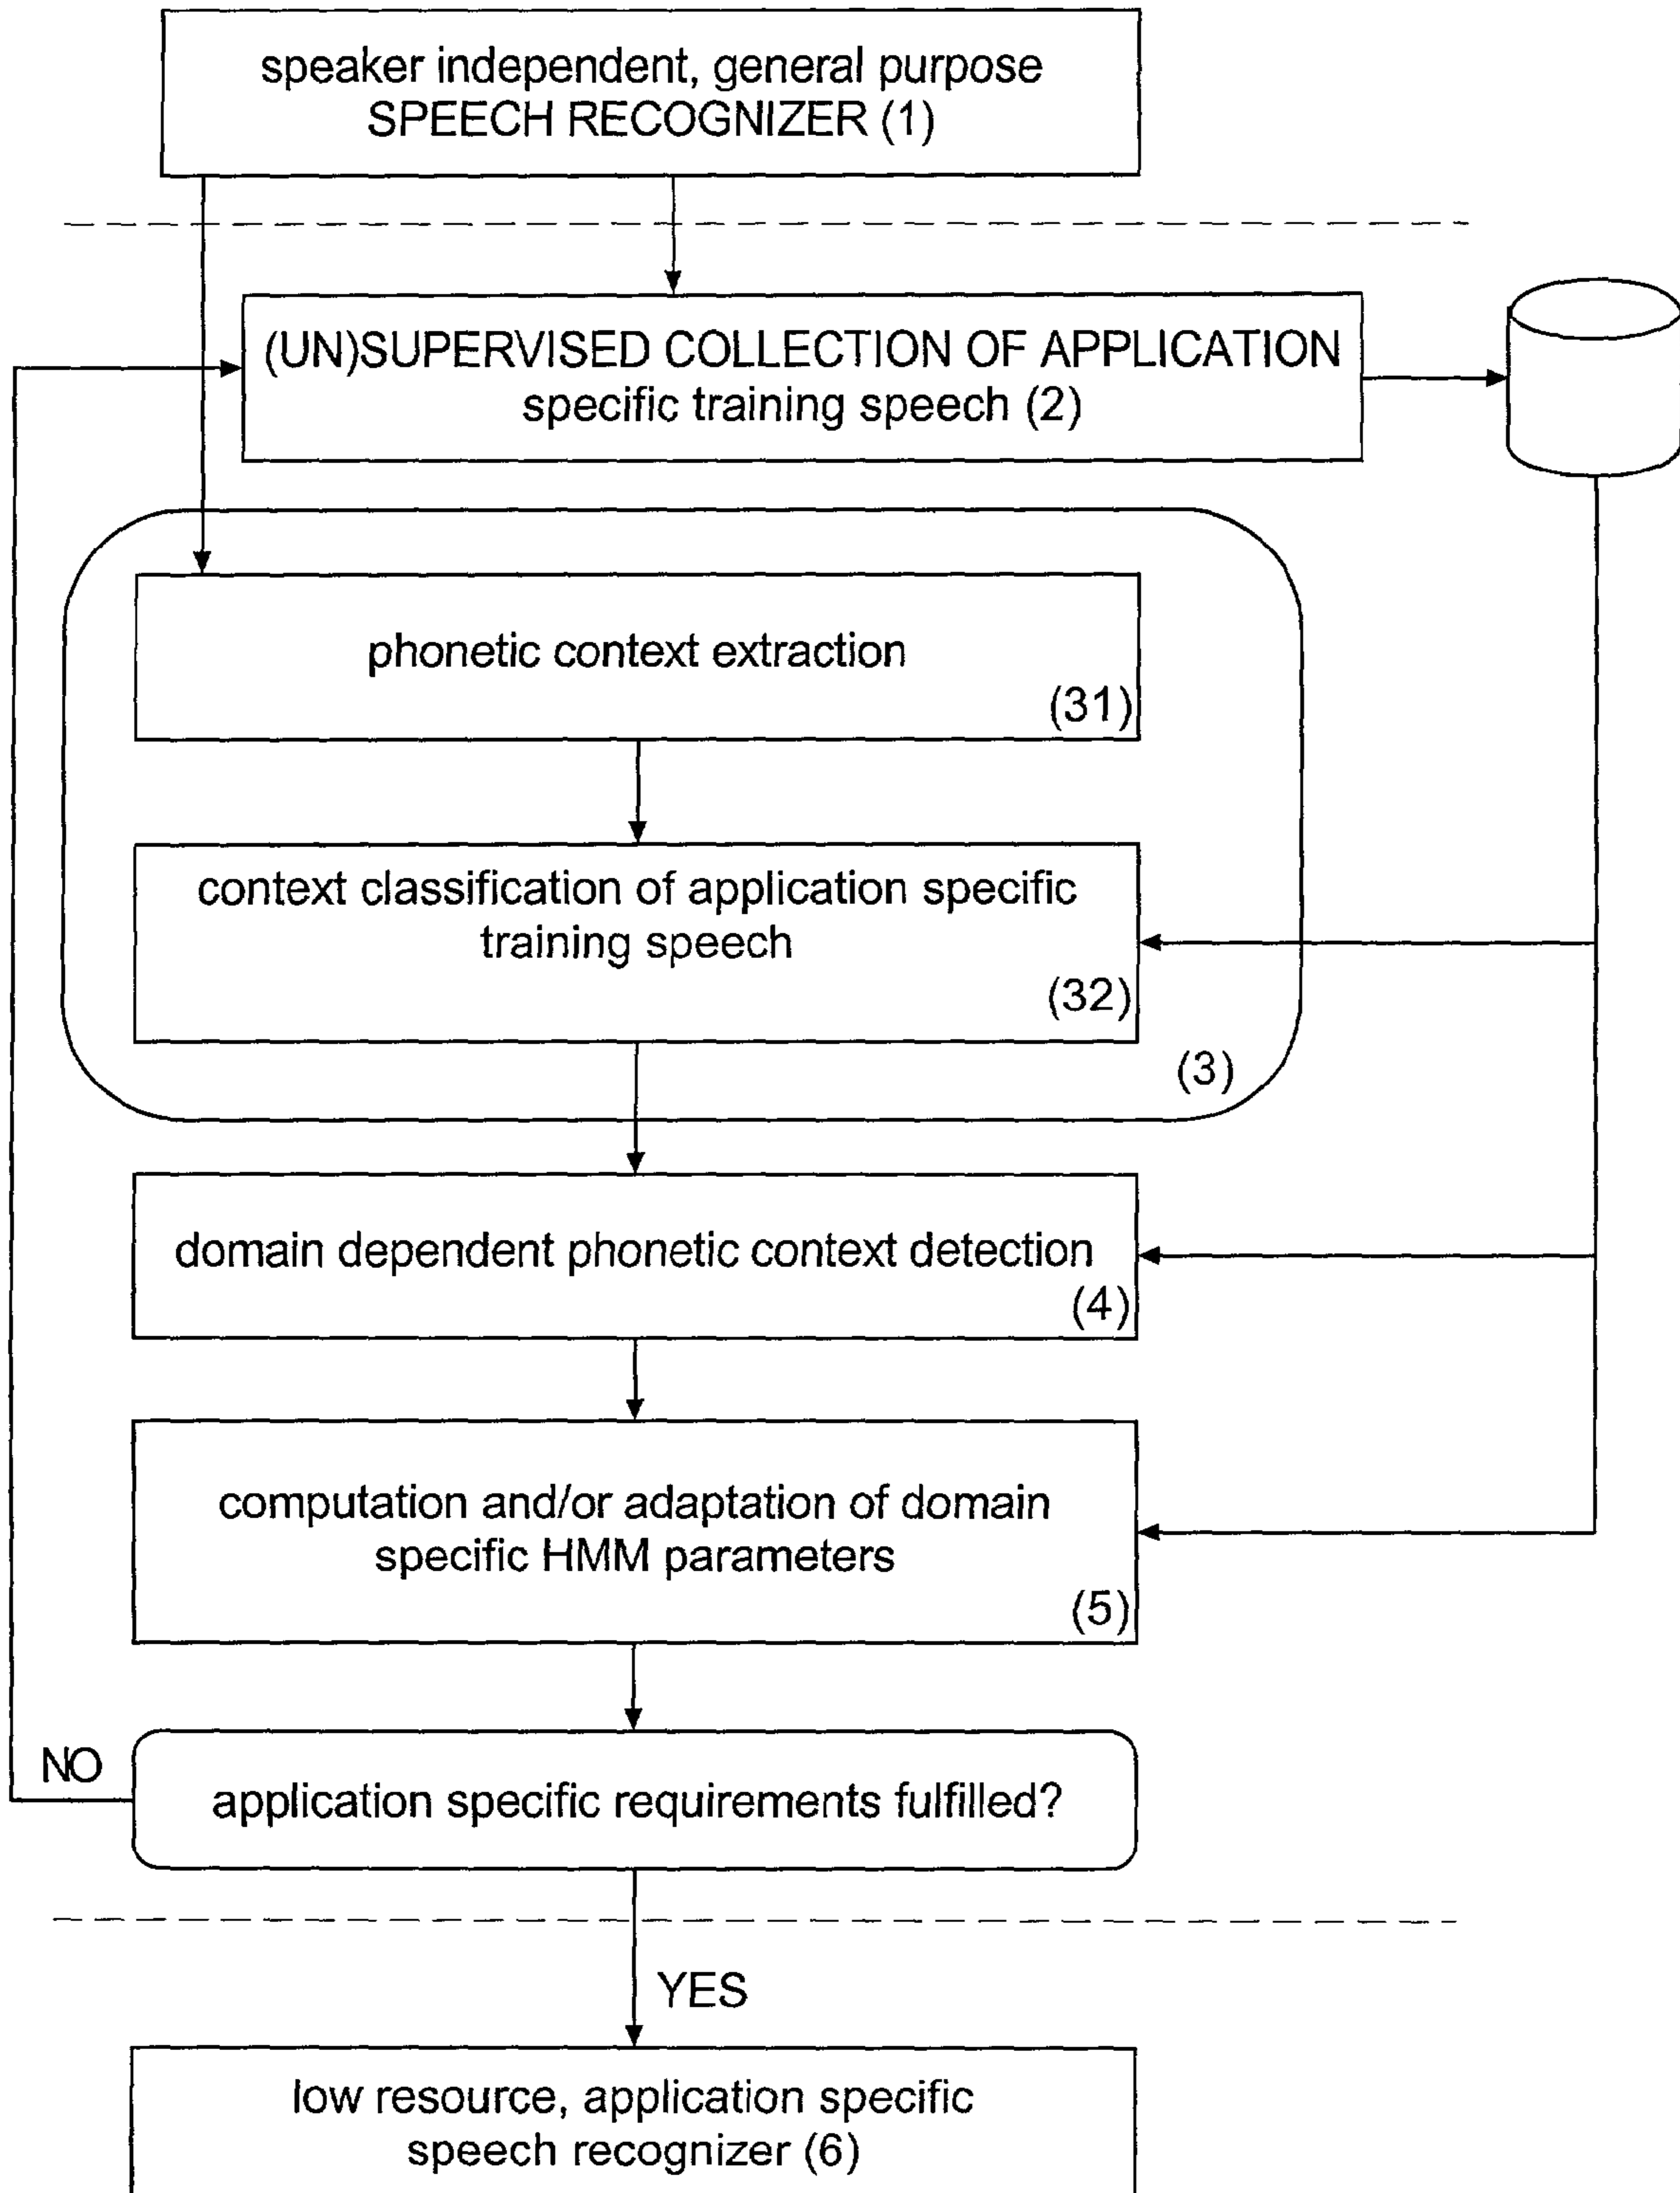 speaker independent, general purpose
SPEECH RECOGNIZER (1)
(UN)SUPERVISED COLLECTION OF APPLICATION
specific training speech (2)
phonetic context extraction
(31)
context classification of application specific
training speech
(32)
(3)
domain dependent phonetic context detection
(4)
computation and/or adaptation of domain
specific HMM parameters
(5)
NO
application specific requirements fulfilled?
YES
low resource, application specific
speech recognizer (6)